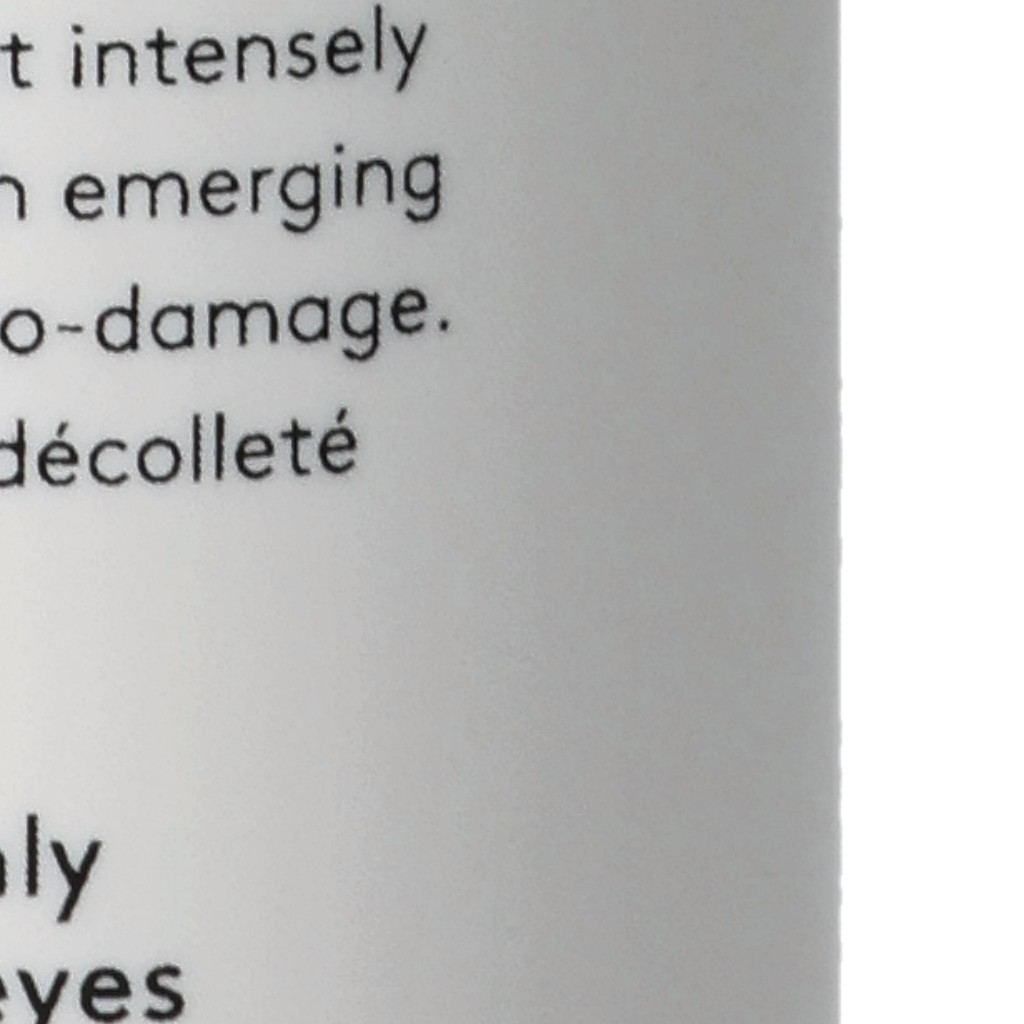 t intensely
emerging
o-damage.
décolleté
ly
eyes